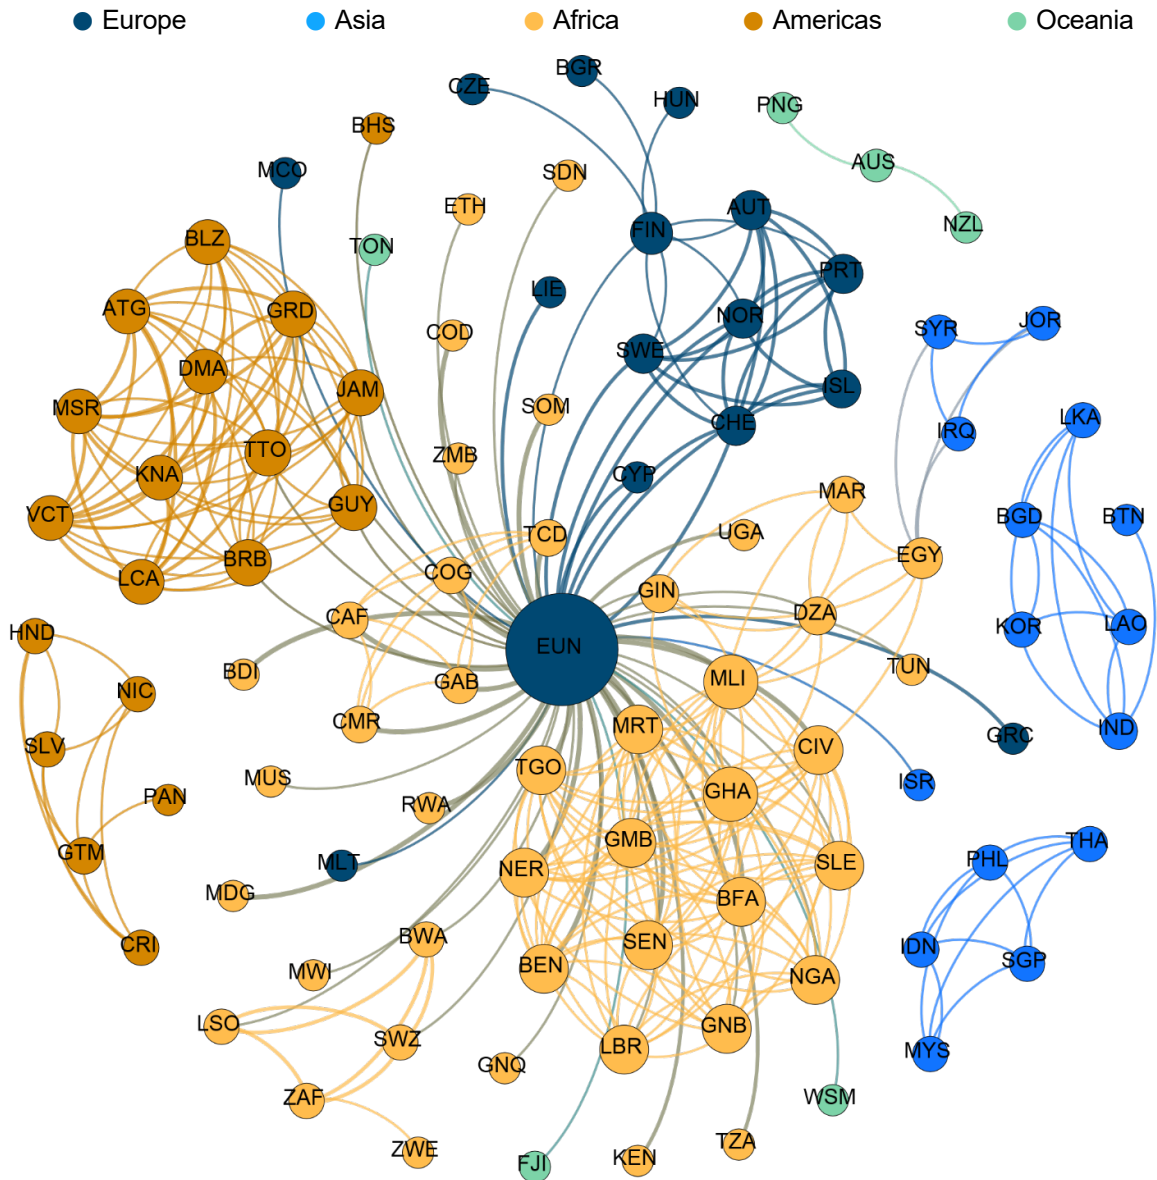 Europe Asia Africa Americas Oceania
BGR
CZE
HUN
PNG
BHS
AUS
MCO
SDN
ETH
AUT
NZL
FIN
BLZ
TON
PRT
LIE
ATG
GRD
NOR
JOR
SYR
COD
SWE
DMA
JAM
ISL
MSR
SOM
LKA
CHE
IRQ
TTO
ZMB
KNA
CYP
MAR
GUY
VCT
BGD
BTN
TCD
UGA
BRB
EGY
COG
LCA
GIN
DZA
CAF
KOR
LAO
HND
EUN
TUN
BDI
MLI
GAB
NIC
CMR
MRT
IND
GRC
SLV
CIV
TGO
MUS
ISR
GHA
PAN
RWA
GMB
THA
GTM
PHL
MLT
SLE
NER
MDG
BFA
BWA
CRI
SEN
IDN
SGP
BEN
MWI
NGA
LSO
GNB
SWZ
LBR
MYS
GNQ
ZAF
WSM
TZA
ZWE
KEN
FJI